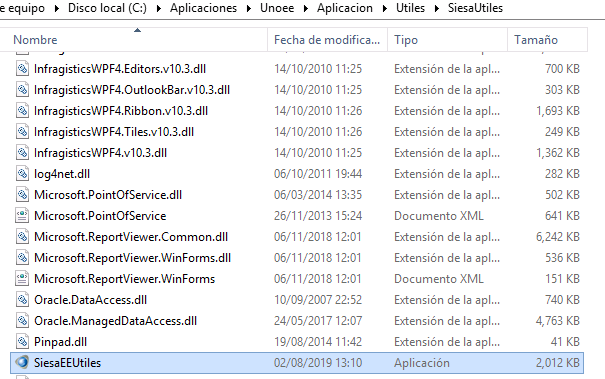 e equipo > Disco local (C:) > Aplicaciones > Unoee > Aplicacion > Utiles > SiesaUtiles
Nombre Fecha de modifica... Tipo Tamaño
InfragisticsWPF4.Editors.v10.3.dll 14/10/2010 11:25 Extensión de la apl... 700 KB
InfragisticsWPF4.OutlookBar.v10.3.dll 14/10/2010 11:25 Extensión de la apl... 303 KB
InfragisticsWPF4.Ribbon.v10.3.dll 14/10/2010 11:26 Extensión de la apl... 1,693 KB
InfragisticsWPF4.Tiles.v10.3.dll 14/10/2010 11:26 Extensión de la apl... 249 KB
InfragisticsWPF4.v10.3.dll 14/10/2010 11:25 Extensión de la apl... 1,362 KB
log4net.dll 06/10/2011 19:44 Extensión de la apl... 282 KB
Microsoft.PointOfService.dll 06/03/2014 13:35 Extensión de la apl... 502 KB
Microsoft.PointOfService 26/11/2013 15:24 Documento XML 641 KB
Microsoft.ReportViewer.Common.dll 06/11/2018 12:01 Extensión de la apl... 6,242 KB
Microsoft.ReportViewer.WinForms.dll 06/11/2018 12:01 Extensión de la apl... 536 KB
Microsoft.ReportViewer.WinForms 06/11/2018 12:01 Documento XML 151 KB
Oracle.DataAccess.dll 10/09/2007 22:52 Extensión de la apl... 740 KB
Oracle.ManagedDataAccess.dll 24/05/2017 12:07 Extensión de la apl... 4,763 KB
Pinpad.dll 19/08/2014 11:42 Extensión de la apl... 41 KB
SiesaEEUtiles 02/08/2019 13:10 Aplicación 2,012 KB